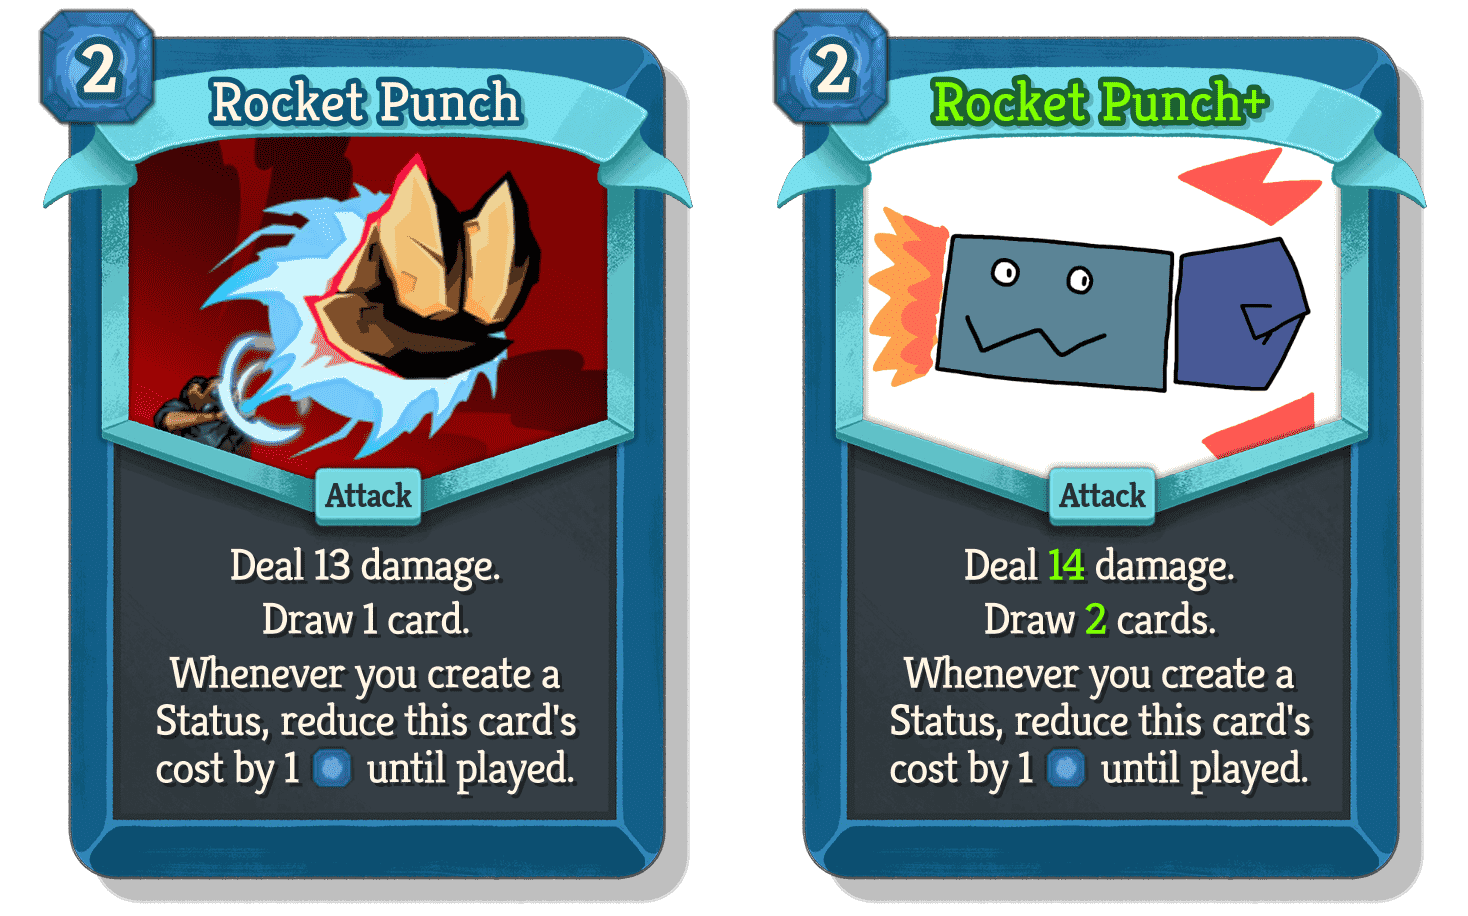 2
Rocket Punch
Attack
Deal 13 damage.
Draw 1 card.
Whenever you create a
Status, reduce this card's
cost by 1 until played.
2
Rocket Punch+
Attack
Deal 14 damage.
Draw 2 cards.
Whenever you create a
Status, reduce this card's
cost by 1 until played.